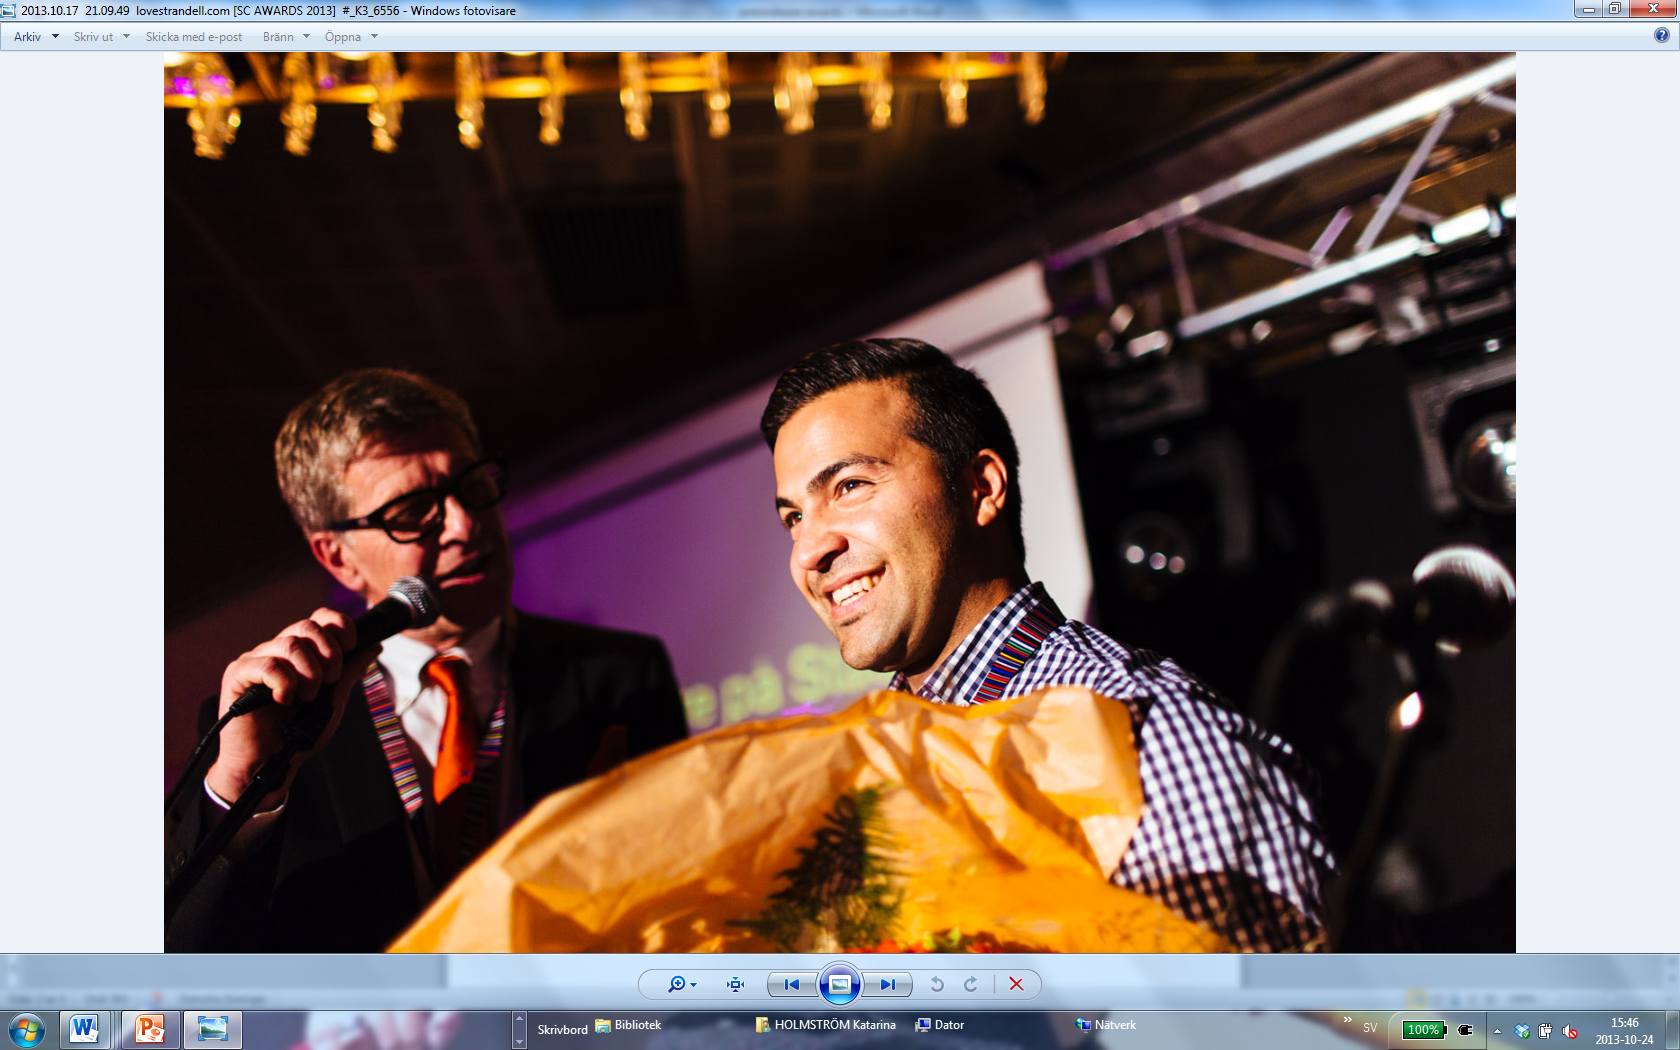 2013.10.17 21.09.49 lovestrandell.com [SC AWARDS 2013] #_K3_6556 - Windows fotovisare
Arkiv Skriv ut Skicka med e-post Bränn Öppna
e på S
Skrivbord Bibliotek HOLMSTRÖM Katarina Dator Nätverk SV 100% 15:46
2013-10-24